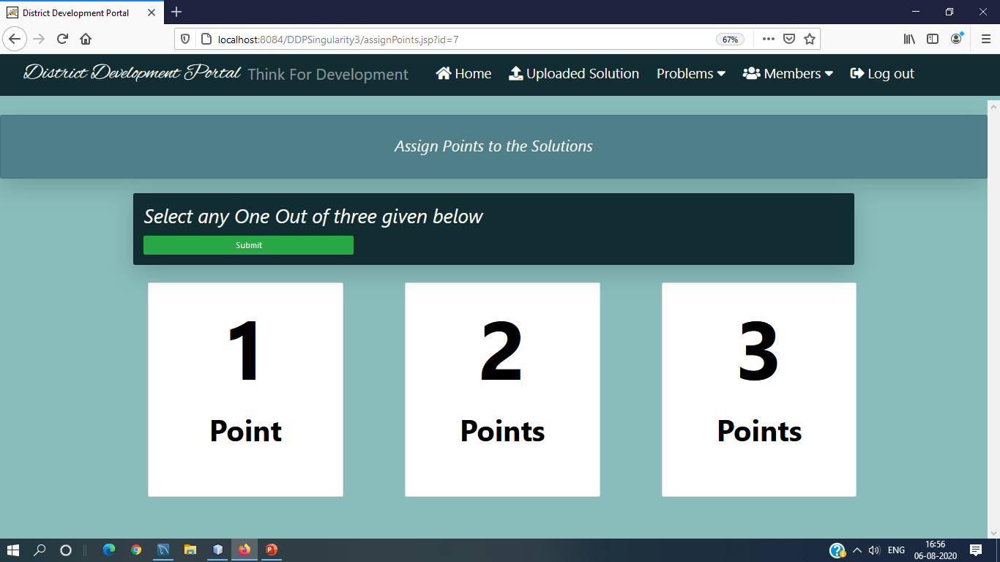 District Development Portal
localhost:8084/DDPSingularity3/assignPoints.jsp?id=7
67%
District Development Portal Think For Development Home Uploaded Solution Problems Members Log out
Assign Points to the Solutions
Select any One Out of three given below
Submit
1 2 3
Point Points Points
ENG
16:56
06-08-2020